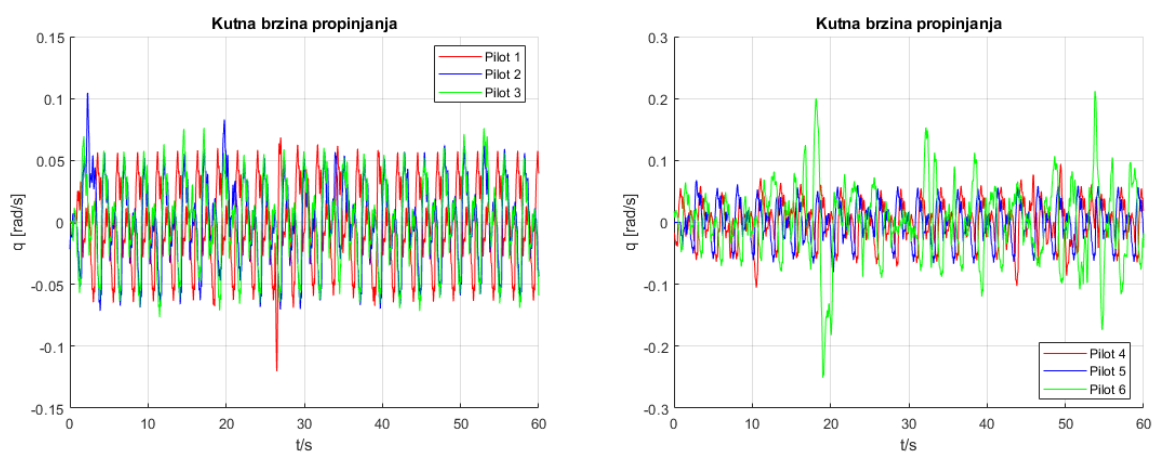 Kutna brzina propinjanja
0.15
0.1
0.05
0
-0.05
-0.1
-0.15
q [rad/s]
Pilot 1
Pilot 2
Pilot 3
0 10 20 30 40 50 60
t/s
Kutna brzina propinjanja
0.3
0.2
0.1
0
-0.1
-0.2
-0.3
q [rad/s]
Pilot 4
Pilot 5
Pilot 6
0 10 20 30 40 50 60
t/s